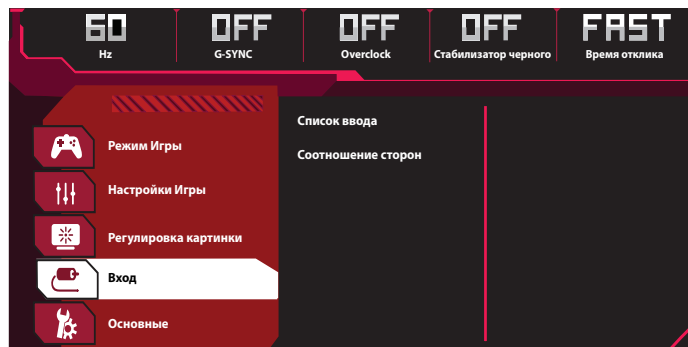 60 OFF OFF OFF FAST
Hz G-SYNC Overclock Стабилизатор черного Время отклика
Список ввода
Режим Игры
Соотношение сторон
Настройки Игры
Регулировка картинки
Вход
Основные